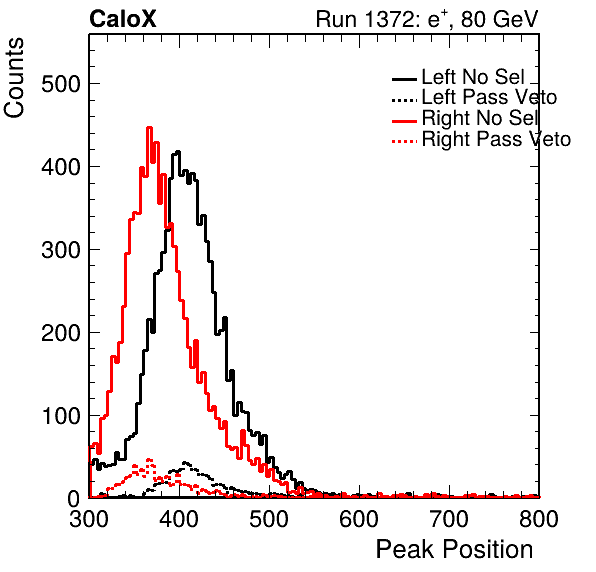 CaloX Run 1372: e+, 80 GeV
Counts
500
400
300
200
100
0
Left No Sel
Left Pass Veto
Right No Sel
Right Pass Veto
300 400 500 600 700 800
Peak Position